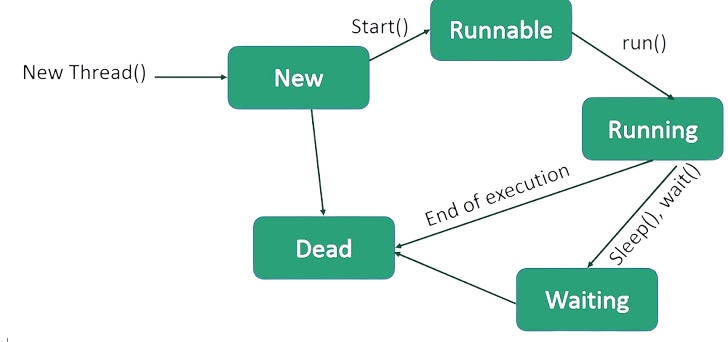 Start()
Runnable
run()
New Thread()
New
Running
End of execution
Sleep(), wait()
Dead
Waiting